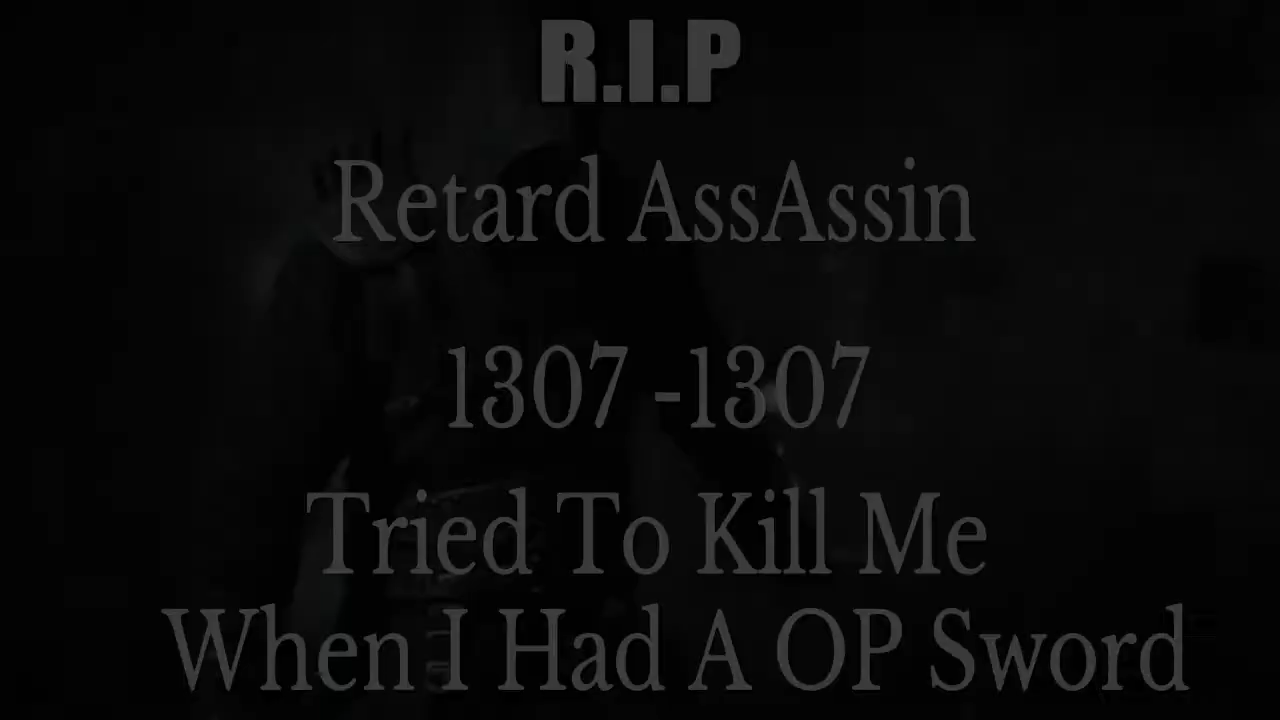 R.I.P
Retard AssAssin
1307 -1307
Tried To Kill Me
When I Had A OP Sword